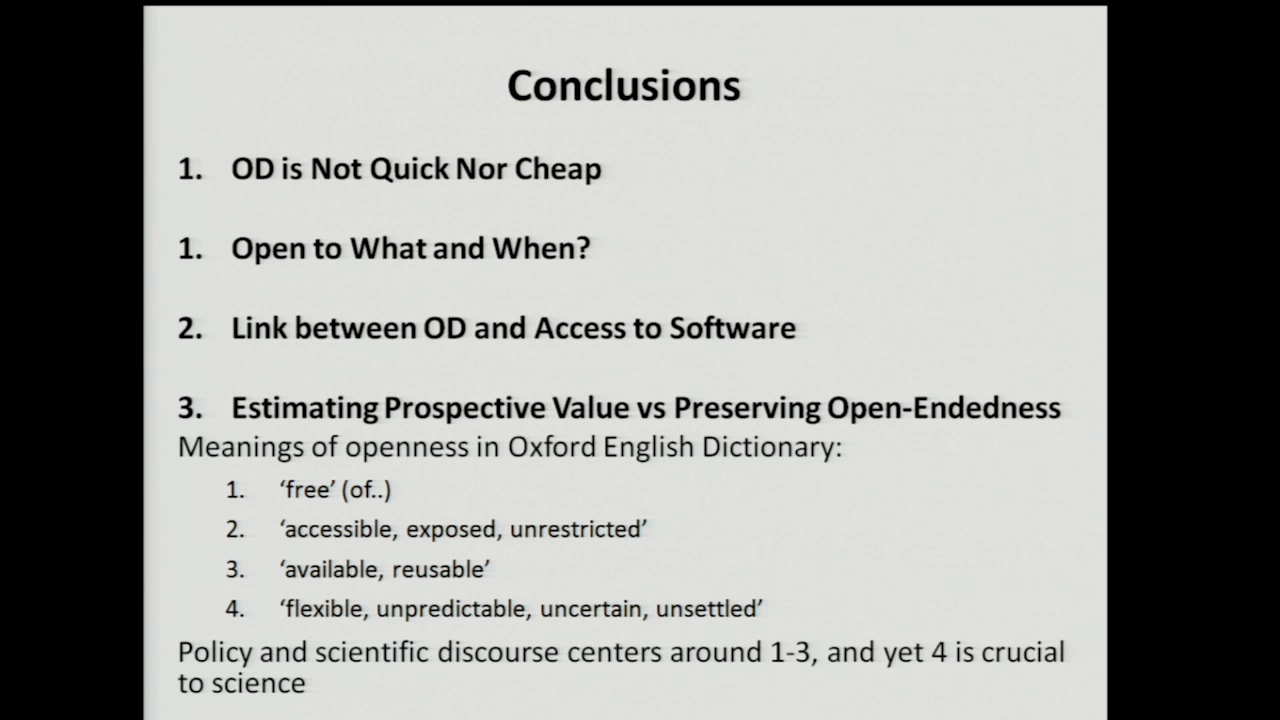 Conclusions
1. OD is Not Quick Nor Cheap
1. Open to What and When?
2. Link between OD and Access to Software
3. Estimating Prospective Value vs Preserving Open-Endedness
Meanings of openness in Oxford English Dictionary:
1. ‘free’ (of..)
2. ‘accessible, exposed, unrestricted’
3. ‘available, reusable’
4. ‘flexible, unpredictable, uncertain, unsettled’
Policy and scientific discourse centers around 1-3, and yet 4 is crucial
to science